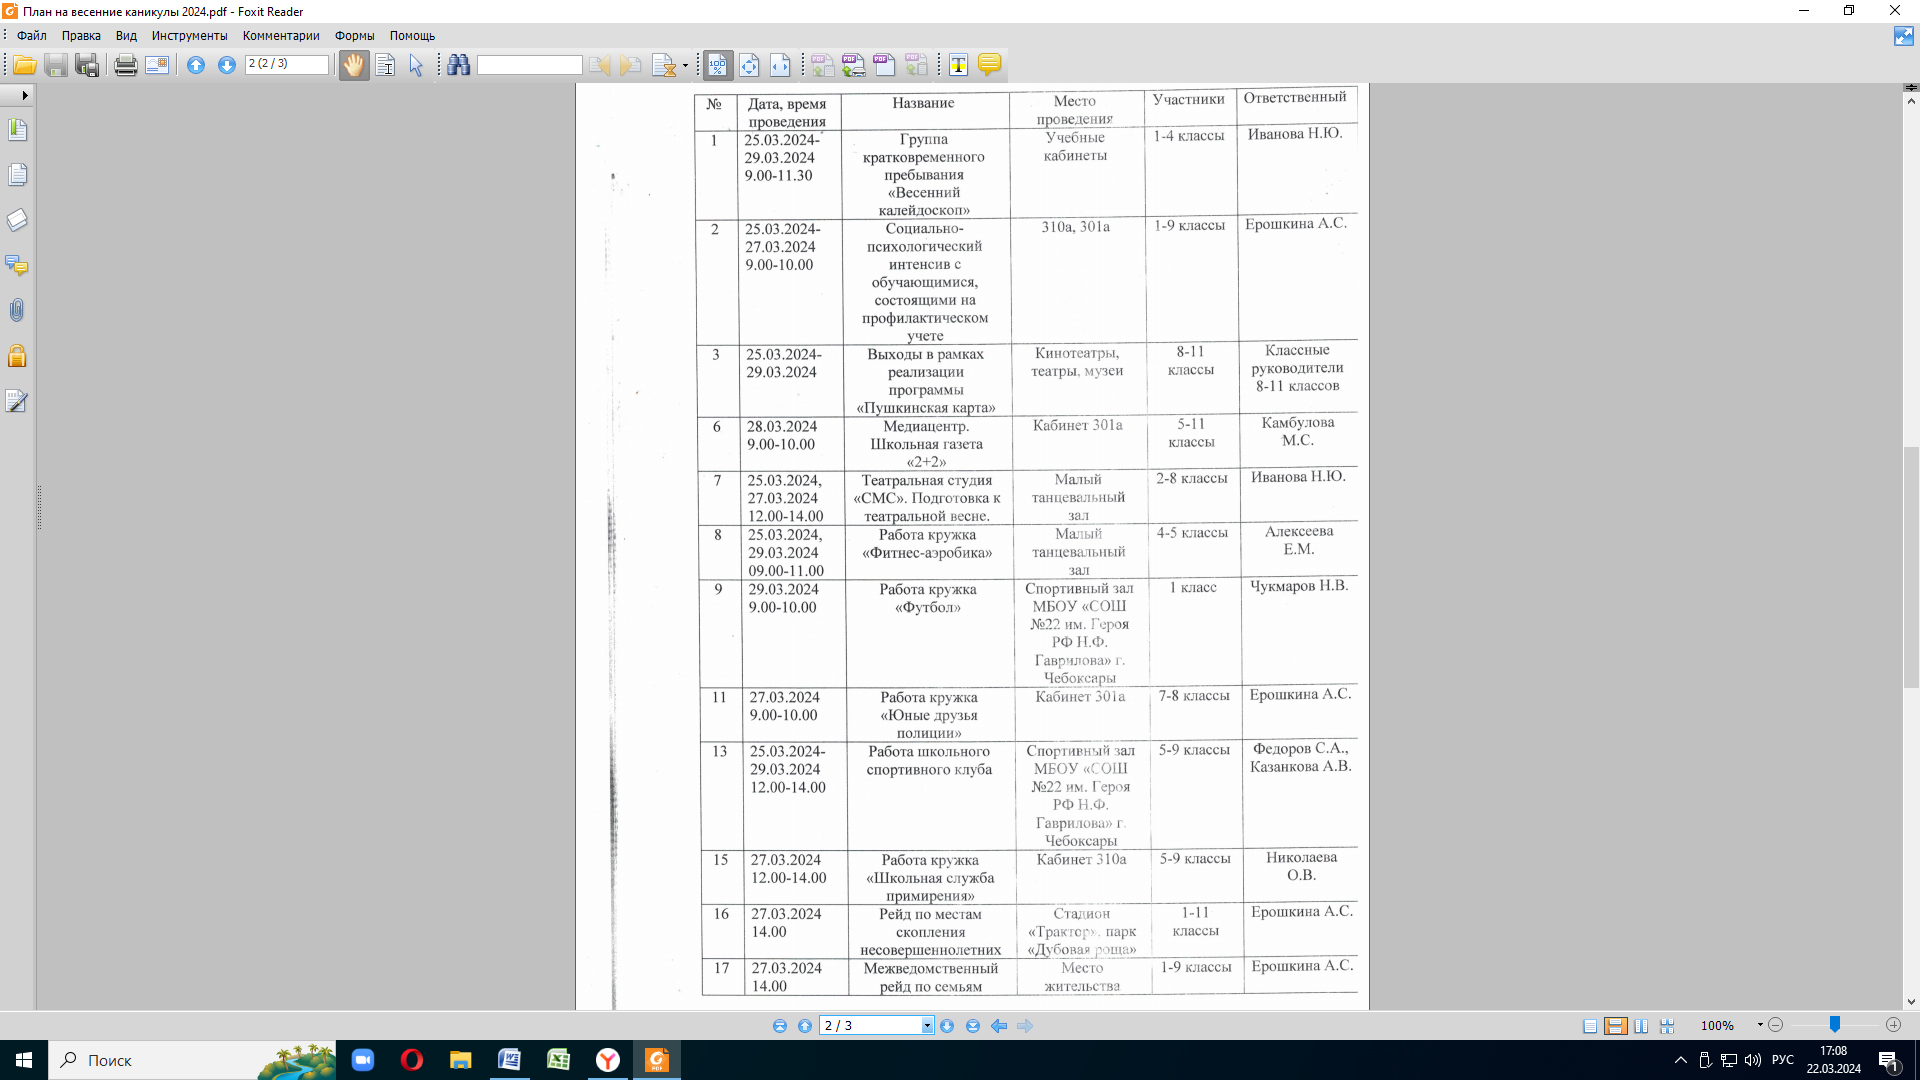 План на весенние каникулы 2024.pdf - Foxit Reader
Файл Правка Вид Инструменты Комментарии Формы Помощь
2 (2 / 3)
№ Дата, время проведения Название Место проведения Участники Ответственный
1 25.03.2024- 29.03.2024 9.00-11.30 Группа кратковременного пребывания «Весенний калейдоскоп» Учебные кабинеты 1-4 классы Иванова Н.Ю.
2 25.03.2024- 27.03.2024 9.00-10.00 Социально-психологический интенсив с обучающимися, состоящими на профилактическом учете 310а, 301а 1-9 классы Ерошкина А.С.
3 25.03.2024- 29.03.2024 Выходы в рамках реализации программы «Пушкинская карта» Кинотеатры, театры, музеи 8-11 классы Классные руководители 8-11 классов
6 28.03.2024 9.00-10.00 Медиацентр. Школьная газета «2+2» Кабинет 301а 5-11 классы Камбулова М.С.
7 25.03.2024, 27.03.2024 12.00-14.00 Театральная студия «СМС». Подготовка к театральной весне. Малый танцевальный зал 2-8 классы Иванова Н.Ю.
8 25.03.2024, 29.03.2024 09.00-11.00 Работа кружка «Фитнес-аэробика» Малый танцевальный зал 4-5 классы Алексеева Е.М.
9 29.03.2024 9.00-10.00 Работа кружка «Футбол» Спортивный зал МБОУ «СОШ №22 им. Героя РФ Н.Ф. Гаврилова» г. Чебоксары 1 класс Чукмаров Н.В.
11 27.03.2024 9.00-10.00 Работа кружка «Юные друзья полиции» Кабинет 301а 7-8 классы Ерошкина А.С.
13 25.03.2024- 29.03.2024 12.00-14.00 Работа школьного спортивного клуба Спортивный зал МБОУ «СОШ №22 им. Героя РФ Н.Ф. Гаврилова» г. Чебоксары 5-9 классы Федоров С.А., Казанкова А.В.
15 27.03.2024 12.00-14.00 Работа кружка «Школьная служба примирения» Кабинет 310а 5-9 классы Николаева О.В.
16 27.03.2024 14.00 Рейд по местам скопления несовершеннолетних Стадион «Трактор», парк «Дубовая роща» 1-11 классы Ерошкина А.С.
17 27.03.2024 14.00 Межведомственный рейд по семьям Место жительства 1-9 классы Ерошкина А.С.
2 / 3
100%
Поиск
РУС
17:08
22.03.2024
1